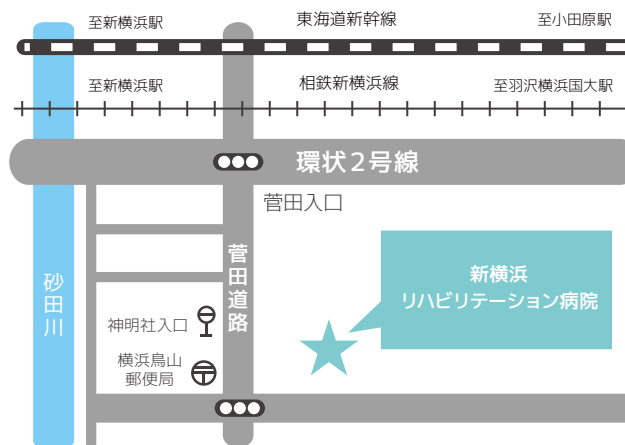 至新横浜駅
東海道新幹線
至小田原駅
至新横浜駅
相鉄新横浜線
至羽沢横浜国大駅
環状2号線
菅田入口
菅田道路
砂田川
新横浜
リハビリテーション病院
神明社入口
横浜鳥山
郵便局